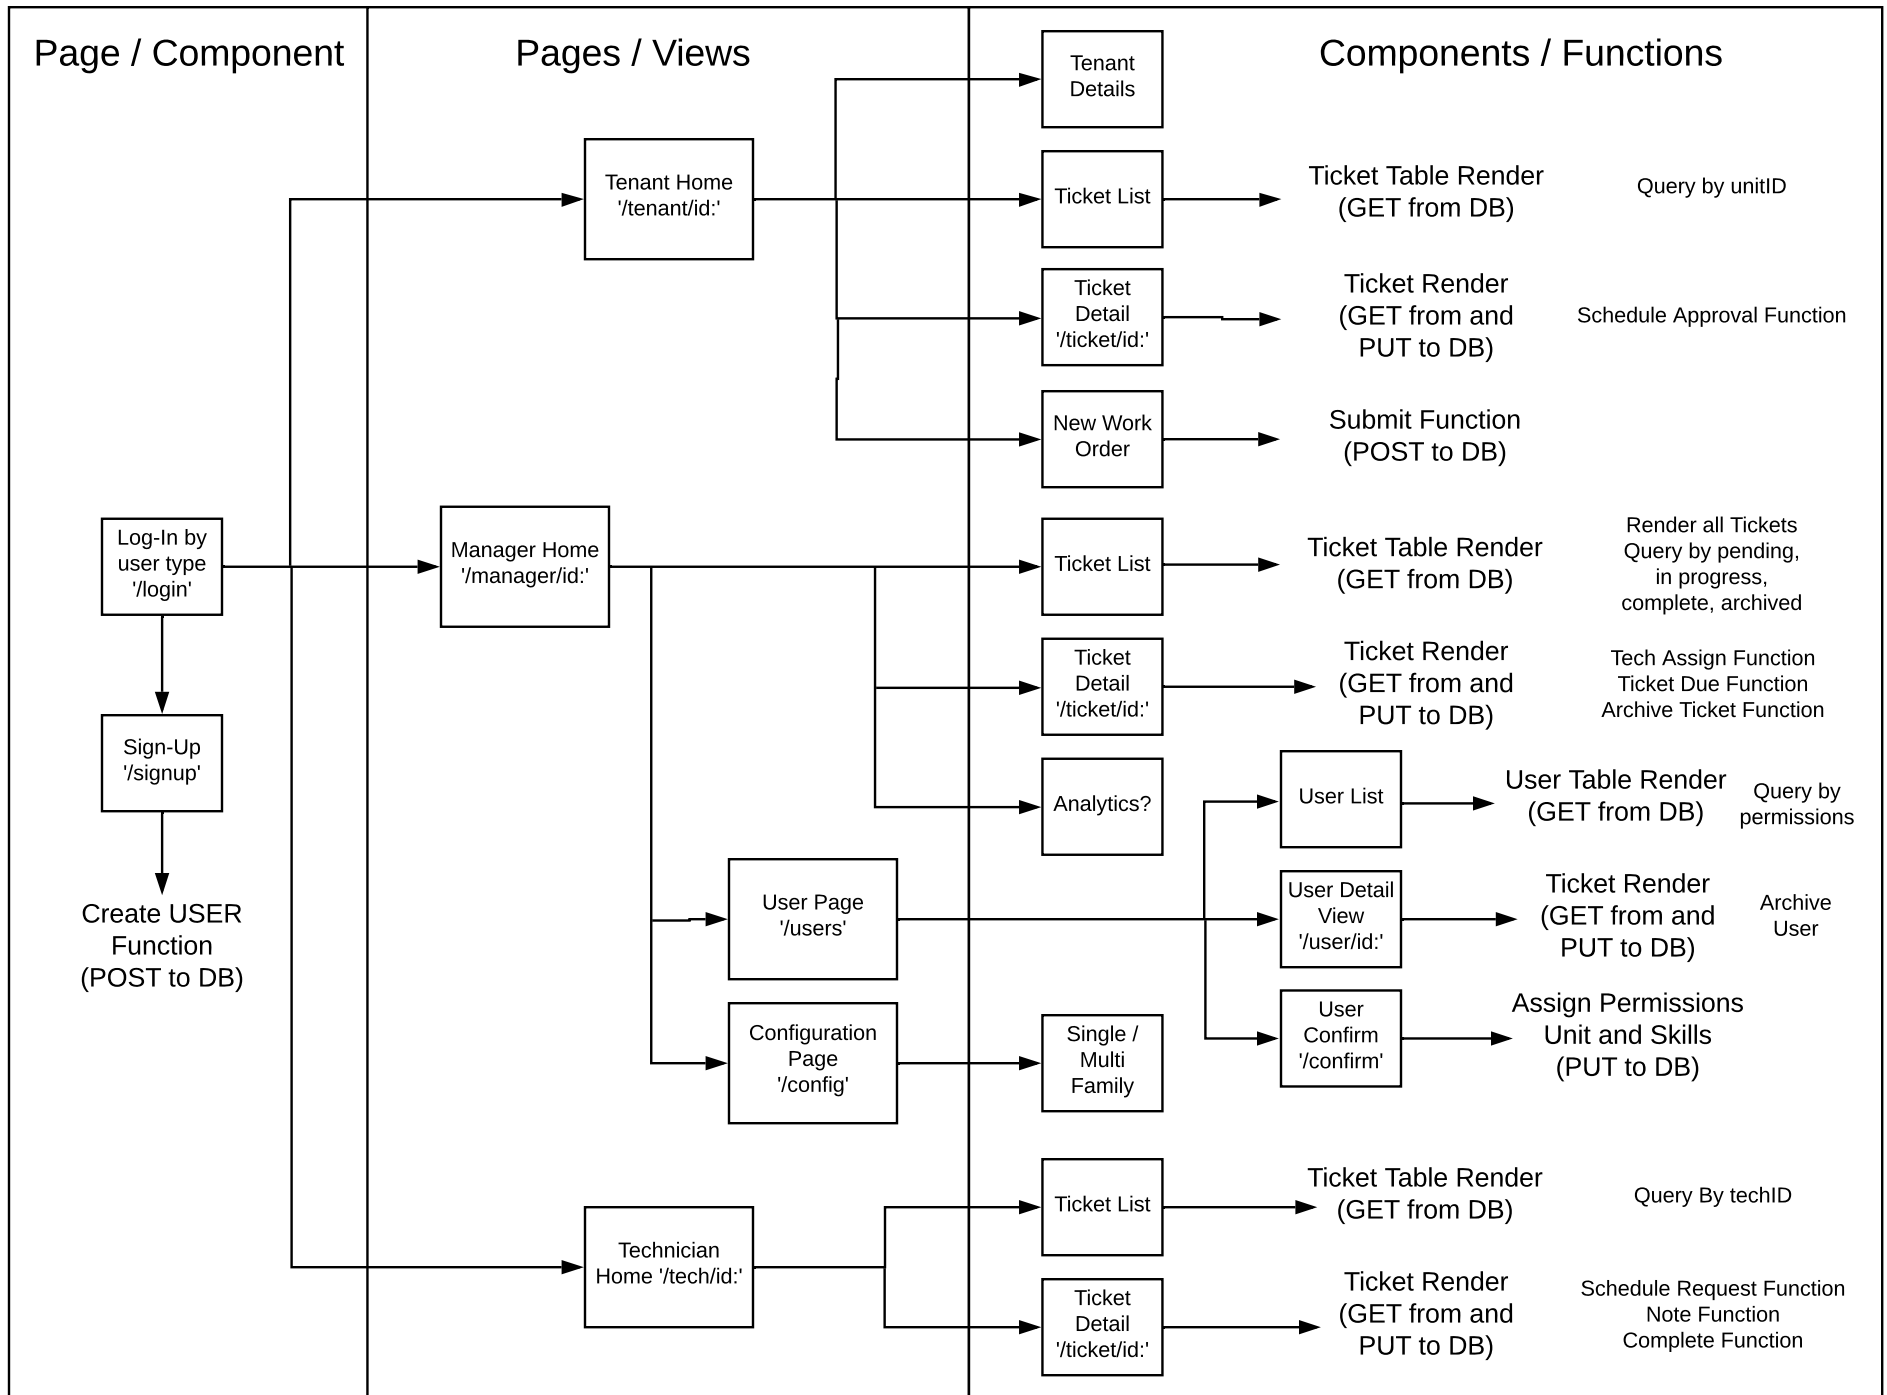 Page / Component
Pages / Views
Components / Functions
Tenant
Details
Tenant Home
'/tenant/id:'
Ticket List
Ticket Table Render
(GET from DB)
Query by unitID
Ticket
Detail
'/ticket/id:'
Ticket Render
(GET from and
PUT to DB)
Schedule Approval Function
New Work
Order
Submit Function
(POST to DB)
Log-In by
user type
'/login'
Manager Home
'/manager/id:'
Ticket List
Ticket Table Render
(GET from DB)
Render all Tickets
Query by pending,
in progress,
complete, archived
Ticket
Detail
'/ticket/id:'
Ticket Render
(GET from and
PUT to DB)
Tech Assign Function
Ticket Due Function
Archive Ticket Function
Sign-Up
'/signup'
Analytics?
User List
User Table Render
(GET from DB)
Query by
permissions
Create USER
Function
(POST to DB)
User Page
'/users'
User Detail
View
'/user/id:'
Ticket Render
(GET from and
PUT to DB)
Archive
User
Configuration
Page
'/config'
Single /
Multi
Family
User
Confirm
'/confirm'
Assign Permissions
Unit and Skills
(PUT to DB)
Technician
Home '/tech/id:'
Ticket List
Ticket Table Render
(GET from DB)
Query By techID
Ticket
Detail
'/ticket/id:'
Ticket Render
(GET from and
PUT to DB)
Schedule Request Function
Note Function
Complete Function